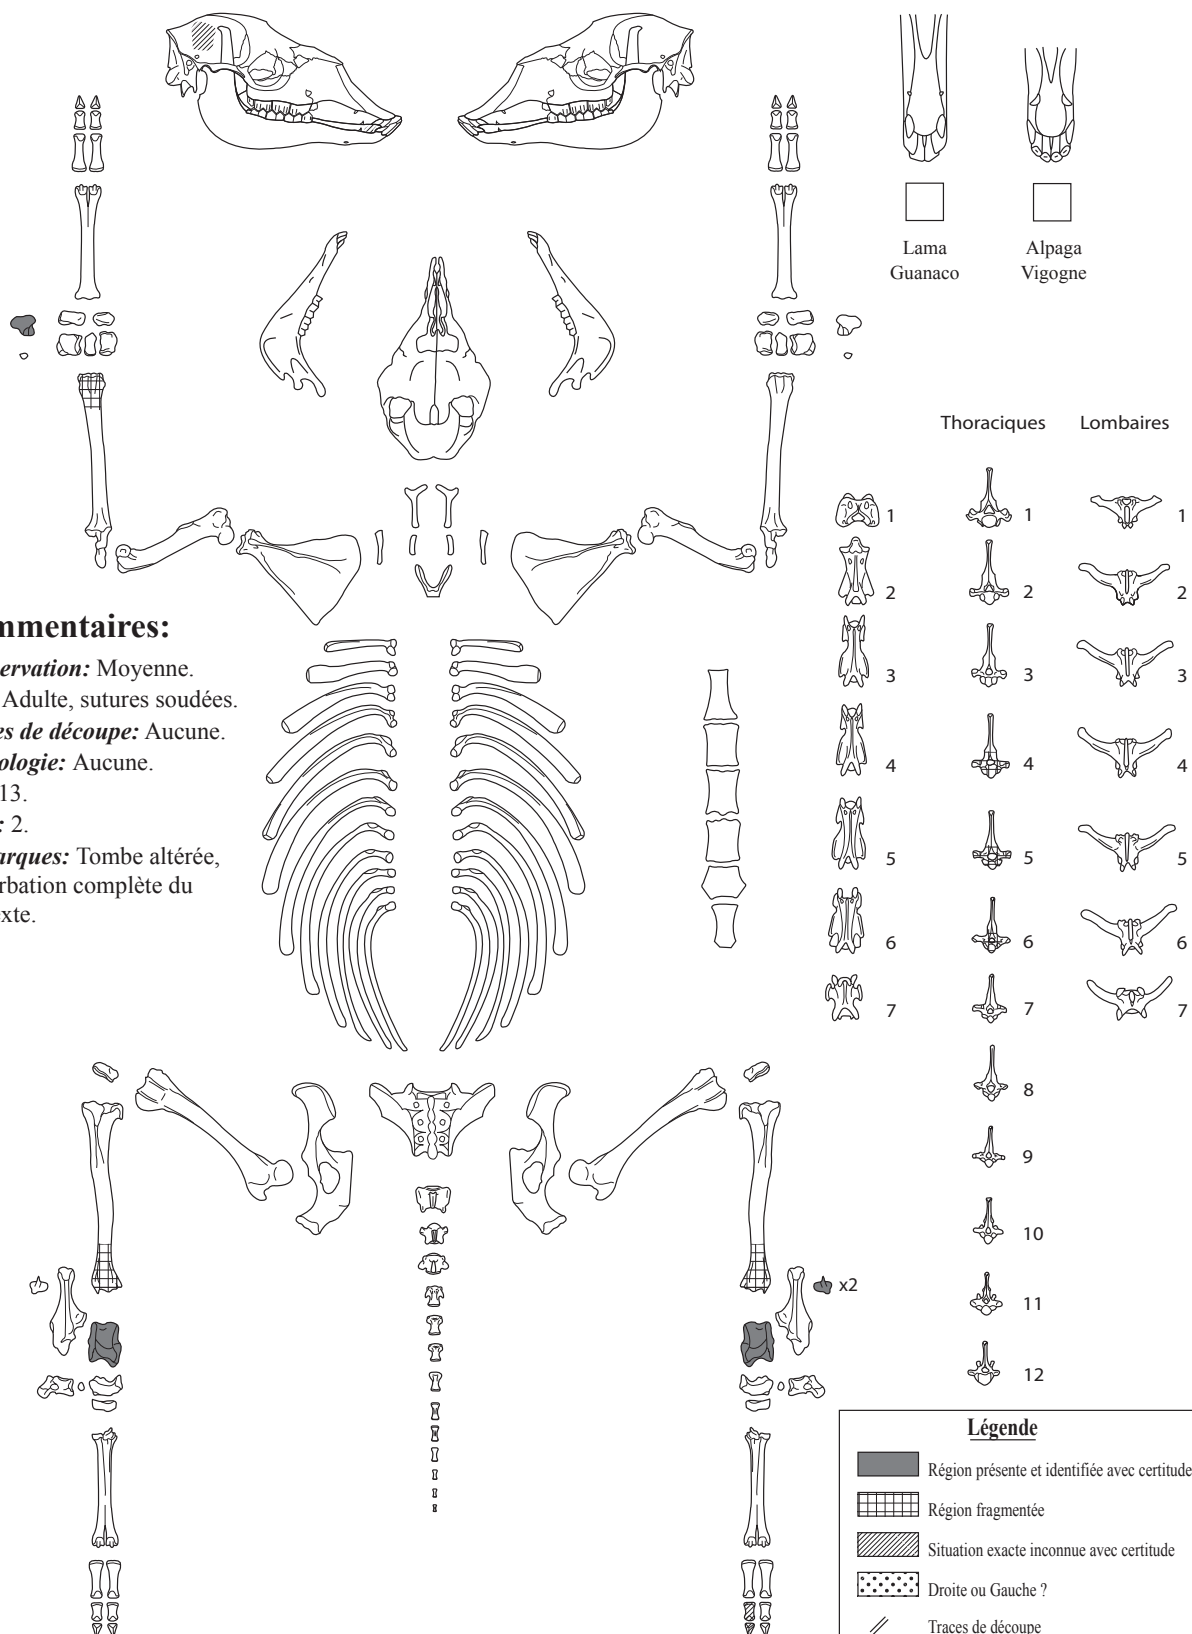 Lama
Guanaco
Alpaga
Vigogne
Thoraciques
Lombaires
1
2
3
4
5
6
7
1
2
3
4
5
6
7
8
9
10
11
12
1
2
3
4
5
6
7
mmentaires:
servation: Moyenne.
Adulte, sutures soudées.
es de découpe: Aucune.
ologie: Aucune.
13.
: 2.
arques: Tombe altérée,
rbation complète du
xte.
x2
Légende
Région présente et identifiée avec certitude
Région fragmentée
Situation exacte inconnue avec certitude
Droite ou Gauche ?
Traces de découpe